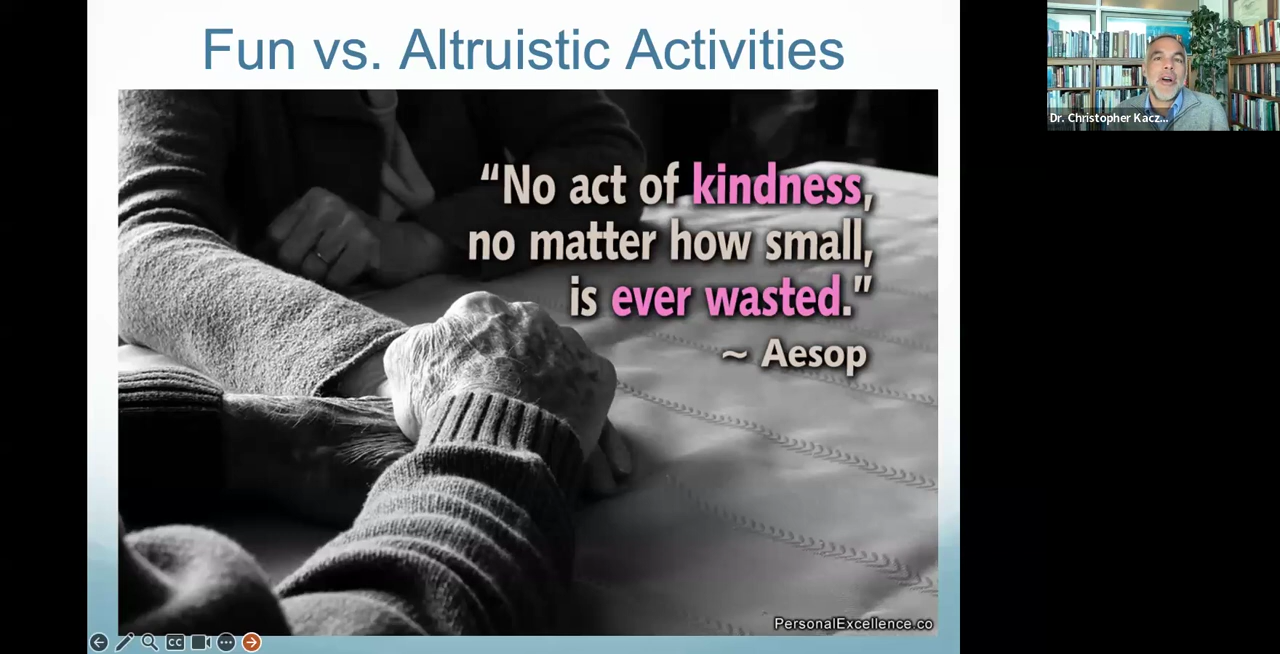 Fun vs. Altruistic Activities
“No act of kindness,
no matter how small,
is ever wasted.”
~ Aesop
PersonalExcellence.co
Dr. Christopher Kacz...
CC